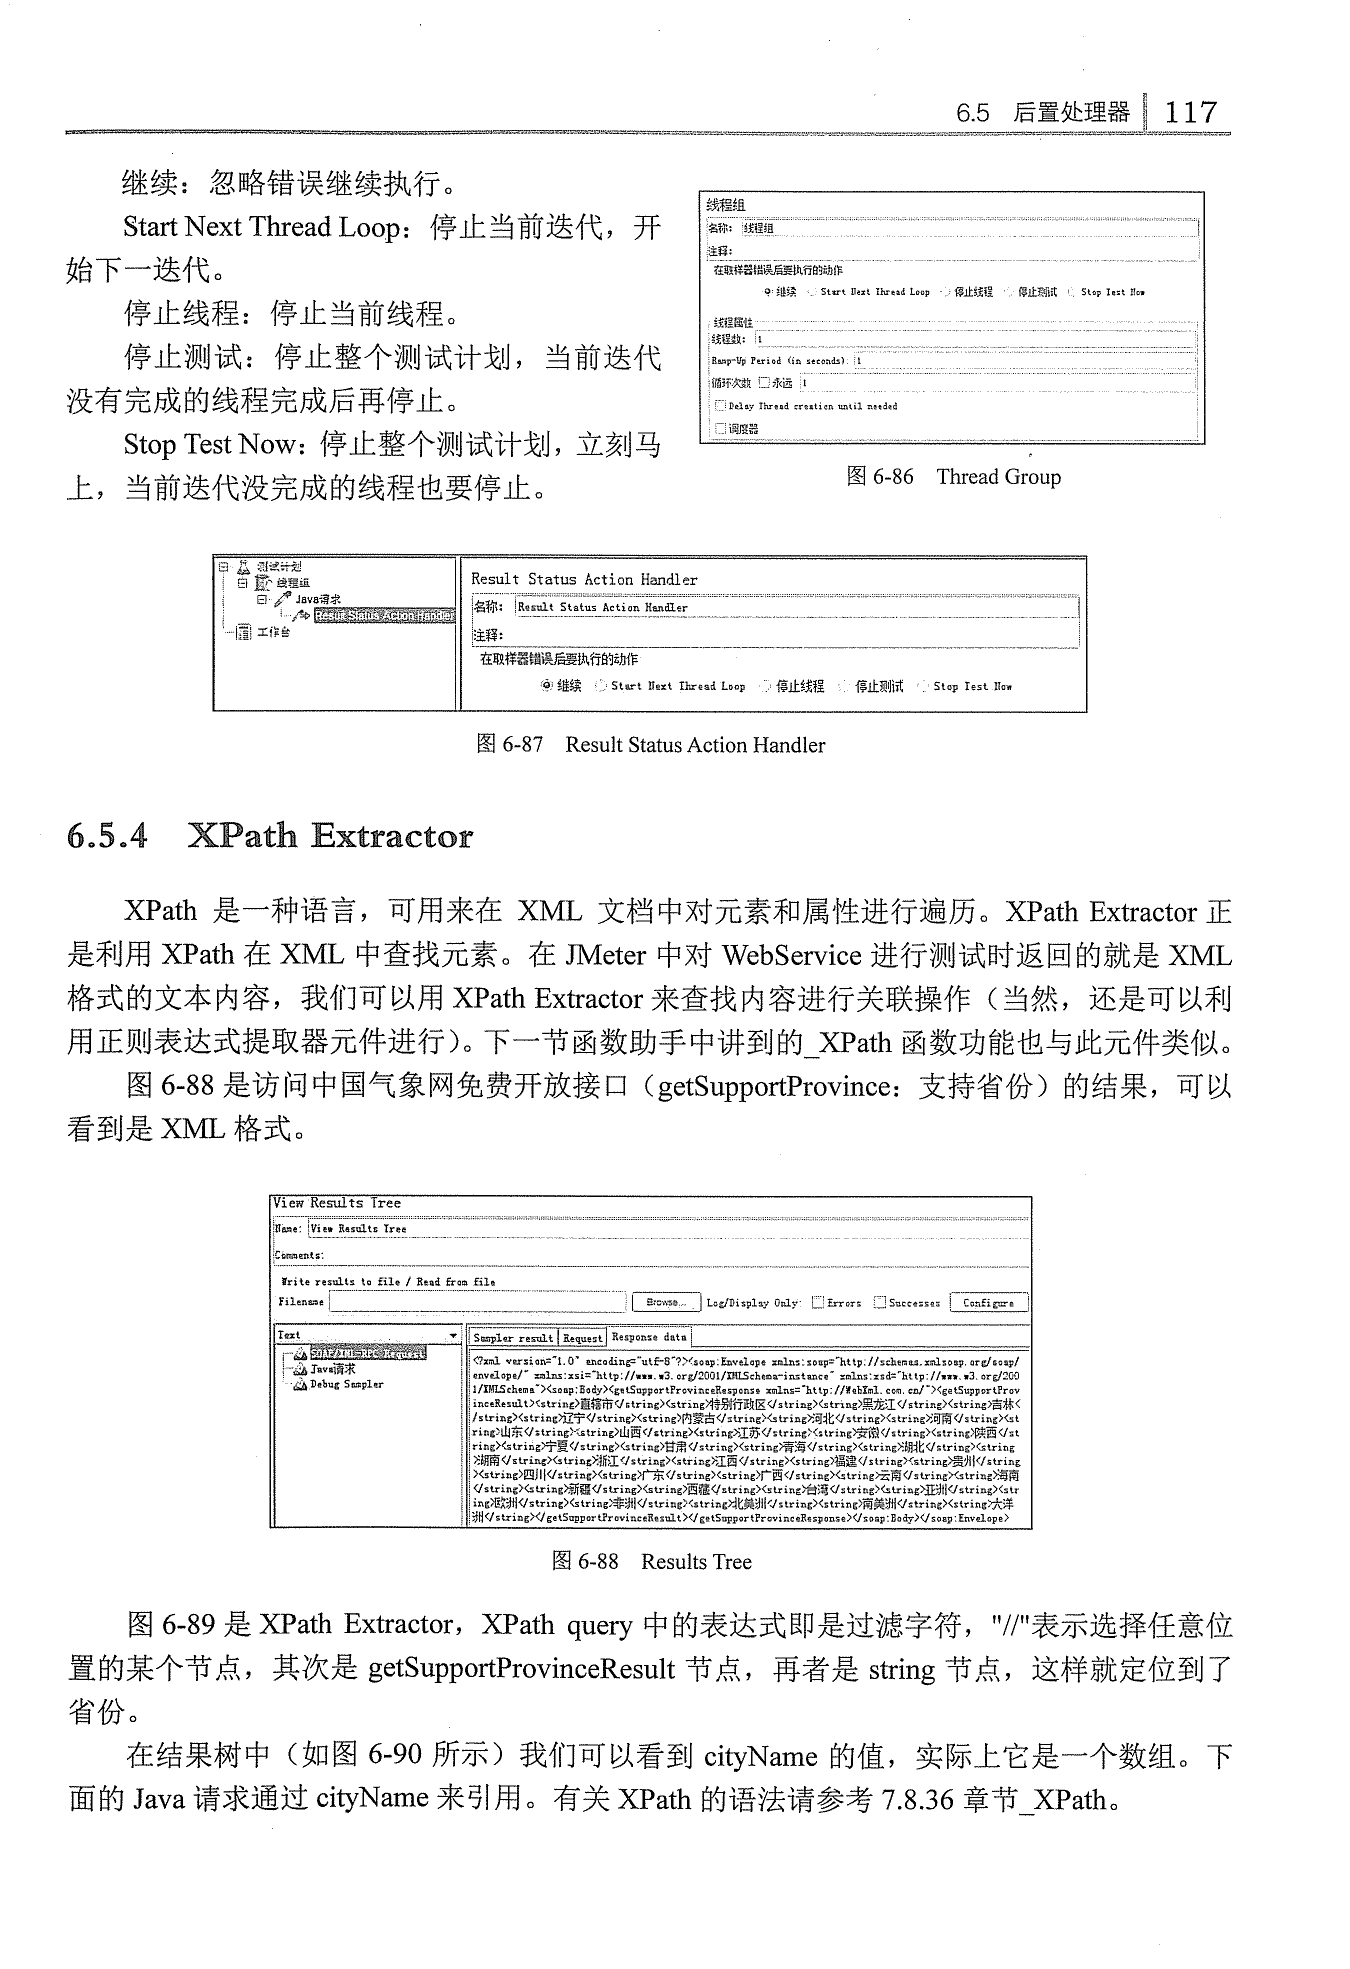 6.5 后置处理器 117
继续：忽略错误继续执行。
Start Next Thread Loop：停止当前迭代，开
始下一迭代。
停止线程：停止当前线程。
停止测试：停止整个测试计划，当前迭代
没有完成的线程完成后再停止。
Stop Test Now：停止整个测试计划，立刻马
上，当前迭代没完成的线程也要停止。
线程组
名称： 线程组
注释：
在取样器错误后要执行的动作
继续 Start Next Thread Loop 停止线程 停止测试 Stop Test Now
线程属性
线程数： 1
Ramp-Up Period (in seconds): 1
循环次数 永远 1
Delay Thread creation until needed
调度器
图 6-86 Thread Group
测试计划
线程组
Java请求
Result Status Action Handler
工作台
Result Status Action Handler
名称： Result Status Action Handler
注释：
在取样器错误后要执行的动作
继续 Start Next Thread Loop 停止线程 停止测试 Stop Test Now
图 6-87 Result Status Action Handler
6.5.4 XPath Extractor
XPath 是一种语言，可用来在 XML 文档中对元素和属性进行遍历。XPath Extractor 正
是利用 XPath 在 XML 中查找元素。在 JMeter 中对 WebService 进行测试时返回的就是 XML
格式的文本内容，我们可以用 XPath Extractor 来查找内容进行关联操作（当然，还是可以利
用正则表达式提取器元件进行）。下一节函数助手中讲到的_XPath 函数功能也与此元件类似。
图 6-88 是访问中国气象网免费开放接口（getSupportProvince：支持省份）的结果，可以
看到是 XML 格式。
View Results Tree
Name: View Results Tree
Comments:
Write results to file / Read from file
Filename Browse... Log/Display Only: Errors Successes Configure
Text
SOAP/XML-RPC Request
Java请求
Debug Sampler
Sampler result Request Response data
<?xml version="1.0" encoding="utf-8"?><soap:Envelope xmlns:soap="http://schemas.xmlsoap.org/soap/
envelope/" xmlns:xsi="http://www.w3.org/2001/XMLSchema-instance" xmlns:xsd="http://www.w3.org/200
1/XMLSchema"><soap:Body><getSupportProvinceResponse xmlns="http://WebXml.com.cn/"><getSupportProv
inceResult><string>直辖市</string><string>特别行政区</string><string>黑龙江</string><string>吉林<
/string><string>辽宁</string><string>内蒙古</string><string>河北</string><string>河南</string><st
ring>山东</string><string>山西</string><string>江苏</string><string>安徽</string><string>陕西</st
ring><string>宁夏</string><string>甘肃</string><string>青海</string><string>湖北</string><string
>湖南</string><string>浙江</string><string>江西</string><string>福建</string><string>贵州</string
><string>四川</string><string>广东</string><string>广西</string><string>云南</string><string>海南
</string><string>新疆</string><string>西藏</string><string>台湾</string><string>亚洲</string><str
ing>欧洲</string><string>非洲</string><string>北美洲</string><string>南美洲</string><string>大洋
洲</string></getSupportProvinceResult></getSupportProvinceResponse></soap:Body></soap:Envelope>
图 6-88 Results Tree
图 6-89 是 XPath Extractor，XPath query 中的表达式即是过滤字符，"//"表示选择任意位
置的某个节点，其次是 getSupportProvinceResult 节点，再者是 string 节点，这样就定位到了
省份。
在结果树中（如图 6-90 所示）我们可以看到 cityName 的值，实际上它是一个数组。下
面的 Java 请求通过 cityName 来引用。有关 XPath 的语法请参考 7.8.36 章节_XPath。